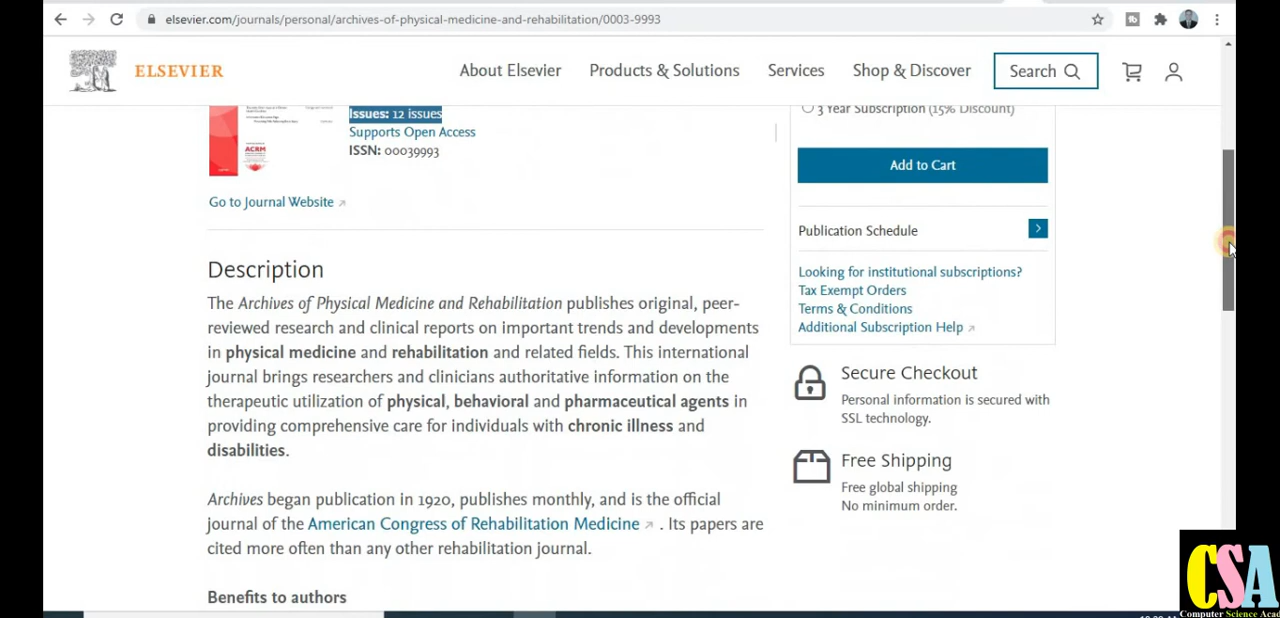 elsevier.com/journals/personal/archives-of-physical-medicine-and-rehabilitation/0003-9993
ELSEVIER
About Elsevier
Products & Solutions
Services
Shop & Discover
Search
Issues: 12 issues
Supports Open Access
ISSN: 00039993
ACRM
Go to Journal Website
3 Year Subscription (15% Discount)
Add to Cart
Publication Schedule
Looking for institutional subscriptions?
Tax Exempt Orders
Terms & Conditions
Additional Subscription Help
Description
The Archives of Physical Medicine and Rehabilitation publishes original, peer-
reviewed research and clinical reports on important trends and developments
in physical medicine and rehabilitation and related fields. This international
journal brings researchers and clinicians authoritative information on the
therapeutic utilization of physical, behavioral and pharmaceutical agents in
providing comprehensive care for individuals with chronic illness and
disabilities.
Archives began publication in 1920, publishes monthly, and is the official
journal of the American Congress of Rehabilitation Medicine . Its papers are
cited more often than any other rehabilitation journal.
Benefits to authors
Secure Checkout
Personal information is secured with
SSL technology.
Free Shipping
Free global shipping
No minimum order.
CSA
Computer Science Acad